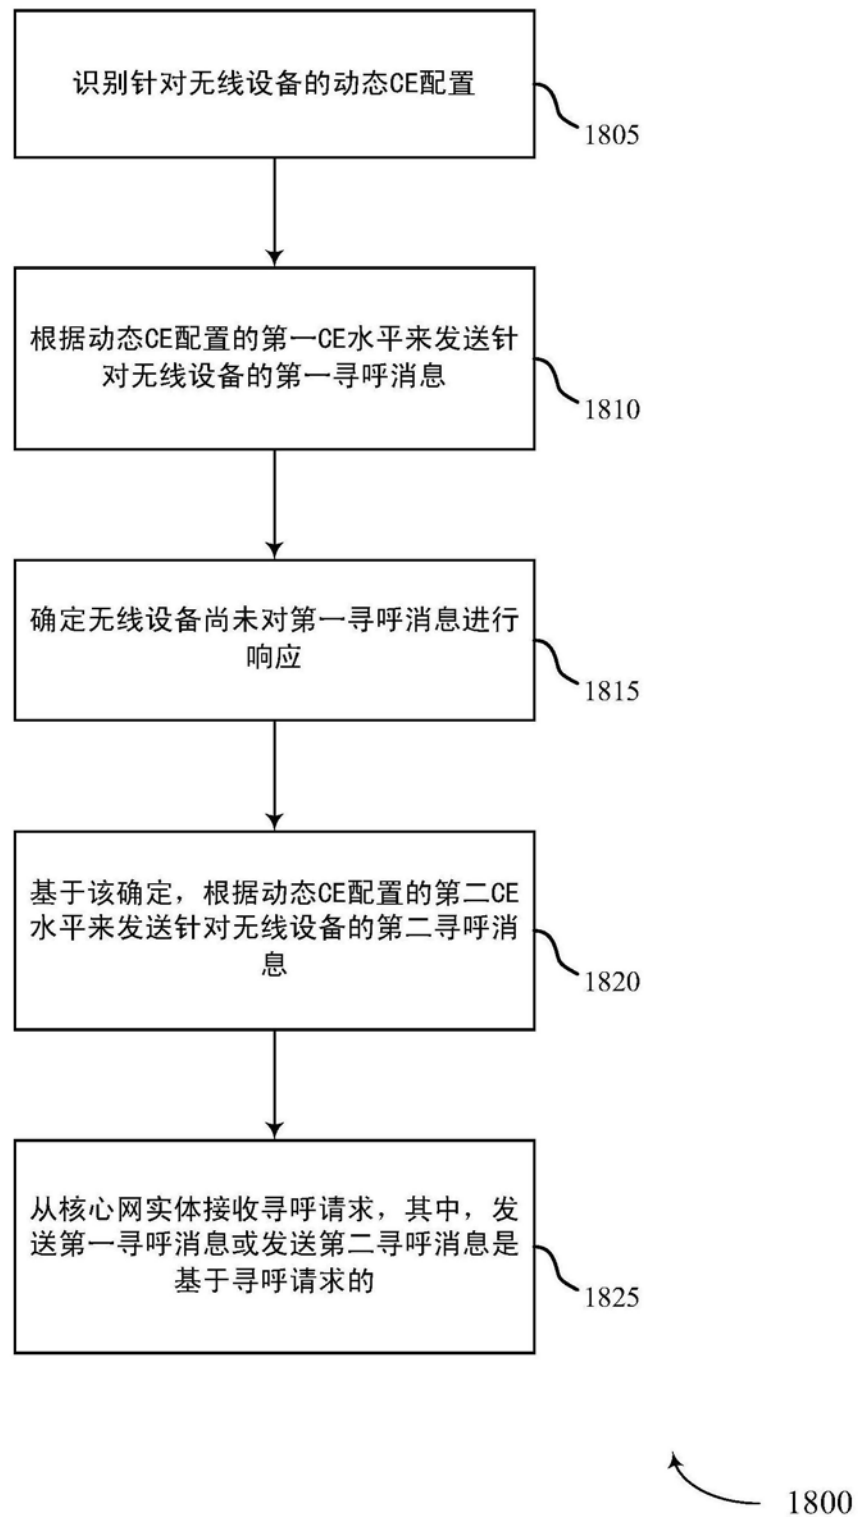 识别针对无线设备的动态CE配置
1805
根据动态CE配置的第一CE水平来发送针
对无线设备的第一寻呼消息
1810
确定无线设备尚未对第一寻呼消息进行
响应
1815
基于该确定，根据动态CE配置的第二CE
水平来发送针对无线设备的第二寻呼消
息
1820
从核心网实体接收寻呼请求，其中，发
送第一寻呼消息或发送第二寻呼消息是
基于寻呼请求的
1825
1800